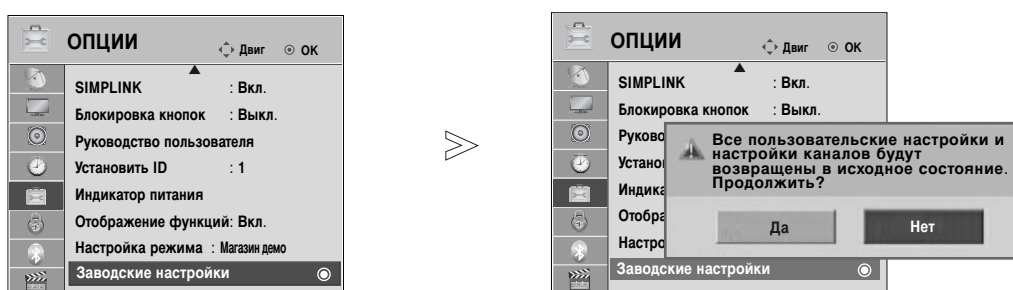 ОПЦИИ
Двиг ОК
SIMPLINK : Вкл.
Блокировка кнопок : Выкл.
Руководство пользователя
Установить ID : 1
Индикатор питания
Отображение функций: Вкл.
Настройка режима : Магазин демо
Заводские настройки
ОПЦИИ
Двиг ОК
SIMPLINK : Вкл.
Блокировка кнопок : Выкл.
Руково
Устано
Индика
Отобра
Настро
Заводские настройки
Все пользовательские настройки и
настройки каналов будут
возвращены в исходное состояние.
Продолжить?
Да Нет